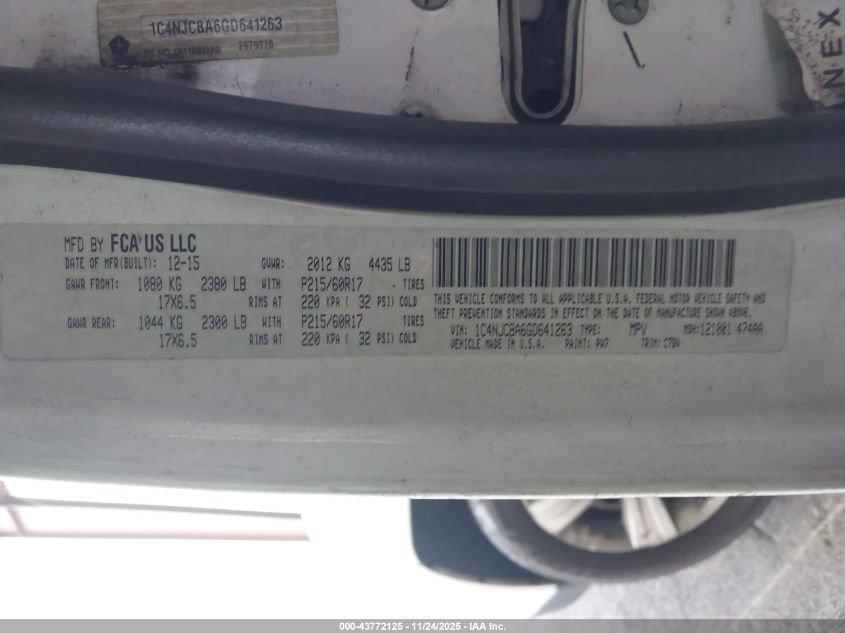 1C4NJCBA6GD641263
2979320
INEX
MFD BY FCA US LLC
DATE OF MFR(BUILT): 12-15 GVWR: 2012 KG 4435 LB
GAWR FRONT: 1080 KG 2380 LB WITH P215/60R17 TIRES
17X6.5 RIMS AT 220 KPA ( 32 PSI) COLD
GAWR REAR: 1044 KG 2300 LB WITH P215/60R17 TIRES
17X6.5 RIMS AT 220 KPA ( 32 PSI) COLD
THIS VEHICLE CONFORMS TO ALL APPLICABLE U.S.A. FEDERAL MOTOR VEHICLE SAFETY AND
THEFT PREVENTION STANDARDS IN EFFECT ON THE DATE OF MANUFACTURE SHOWN ABOVE.
VIN: 1C4NJCBA6GD641263 TYPE: MPV MDH:121001 474AA
VEHICLE MADE IN U.S.A. PAINT: PW7 TRIM: C7DV
000-43772125 - 11/24/2025 - IAA Inc.